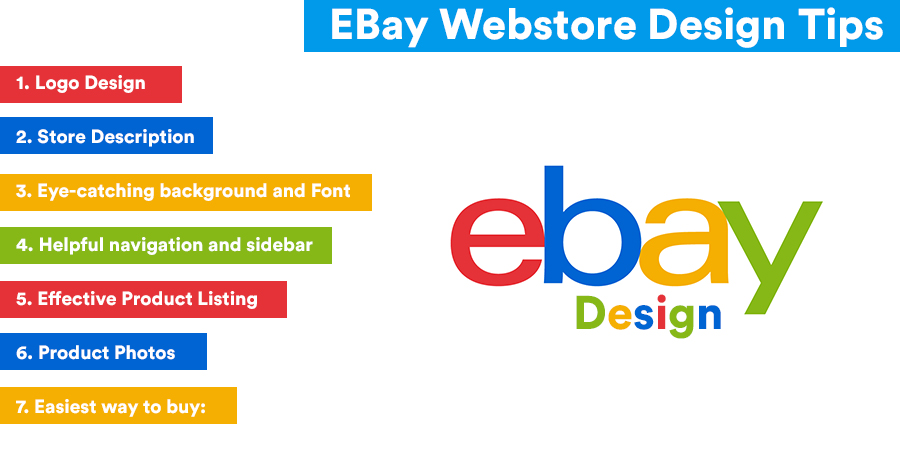 EBay Webstore Design Tips
1. Logo Design
2. Store Description
3. Eye-catching background and Font
4. Helpful navigation and sidebar
5. Effective Product Listing
6. Product Photos
7. Easiest way to buy:
ebay
Design